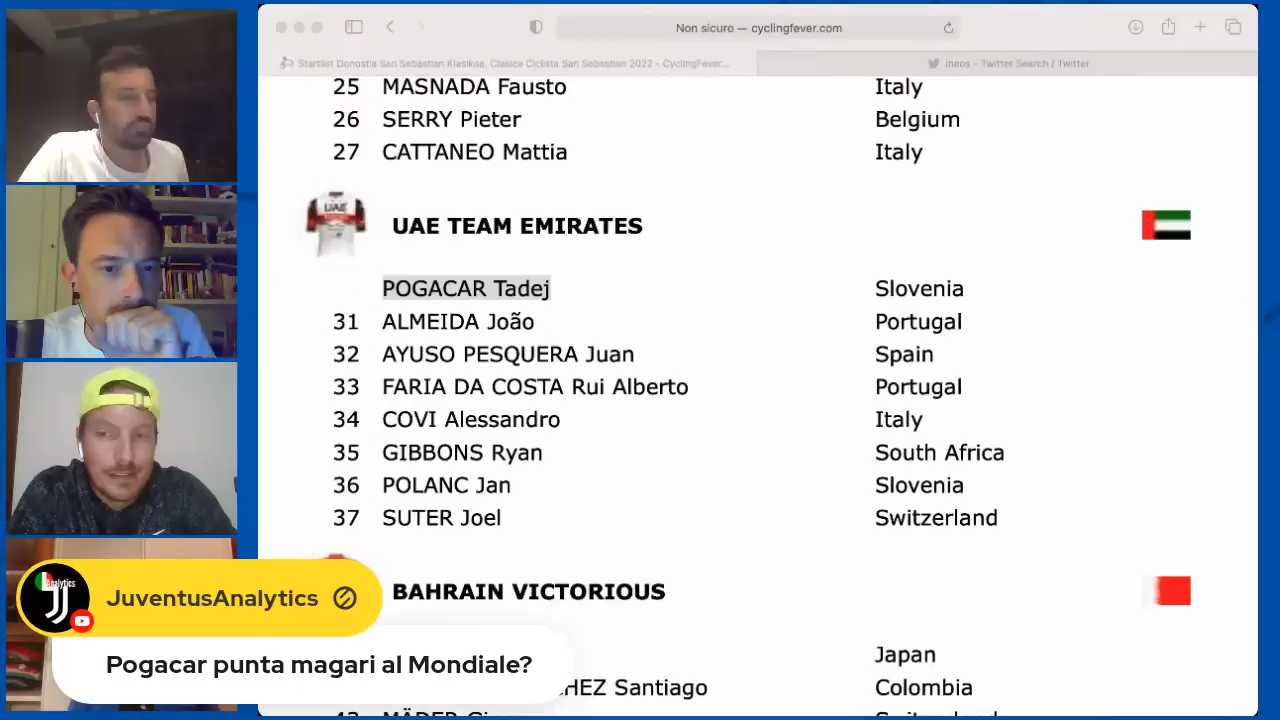 Non sicuro — cyclingfever.com
Startlist Donostia San Sebastian Klasikoa, Clasica Ciclista San Sebastian 2022 - CyclingFever...
ineos - Twitter Search / Twitter
25 MASNADA Fausto Italy
26 SERRY Pieter Belgium
27 CATTANEO Mattia Italy
UAE
UAE TEAM EMIRATES
POGACAR Tadej Slovenia
31 ALMEIDA João Portugal
32 AYUSO PESQUERA Juan Spain
33 FARIA DA COSTA Rui Alberto Portugal
34 COVI Alessandro Italy
35 GIBBONS Ryan South Africa
36 POLANC Jan Slovenia
37 SUTER Joel Switzerland
BAHRAIN VICTORIOUS
Analytics
JuventusAnalytics
Japan
Pogacar punta magari al Mondiale?
CHEZ Santiago Colombia